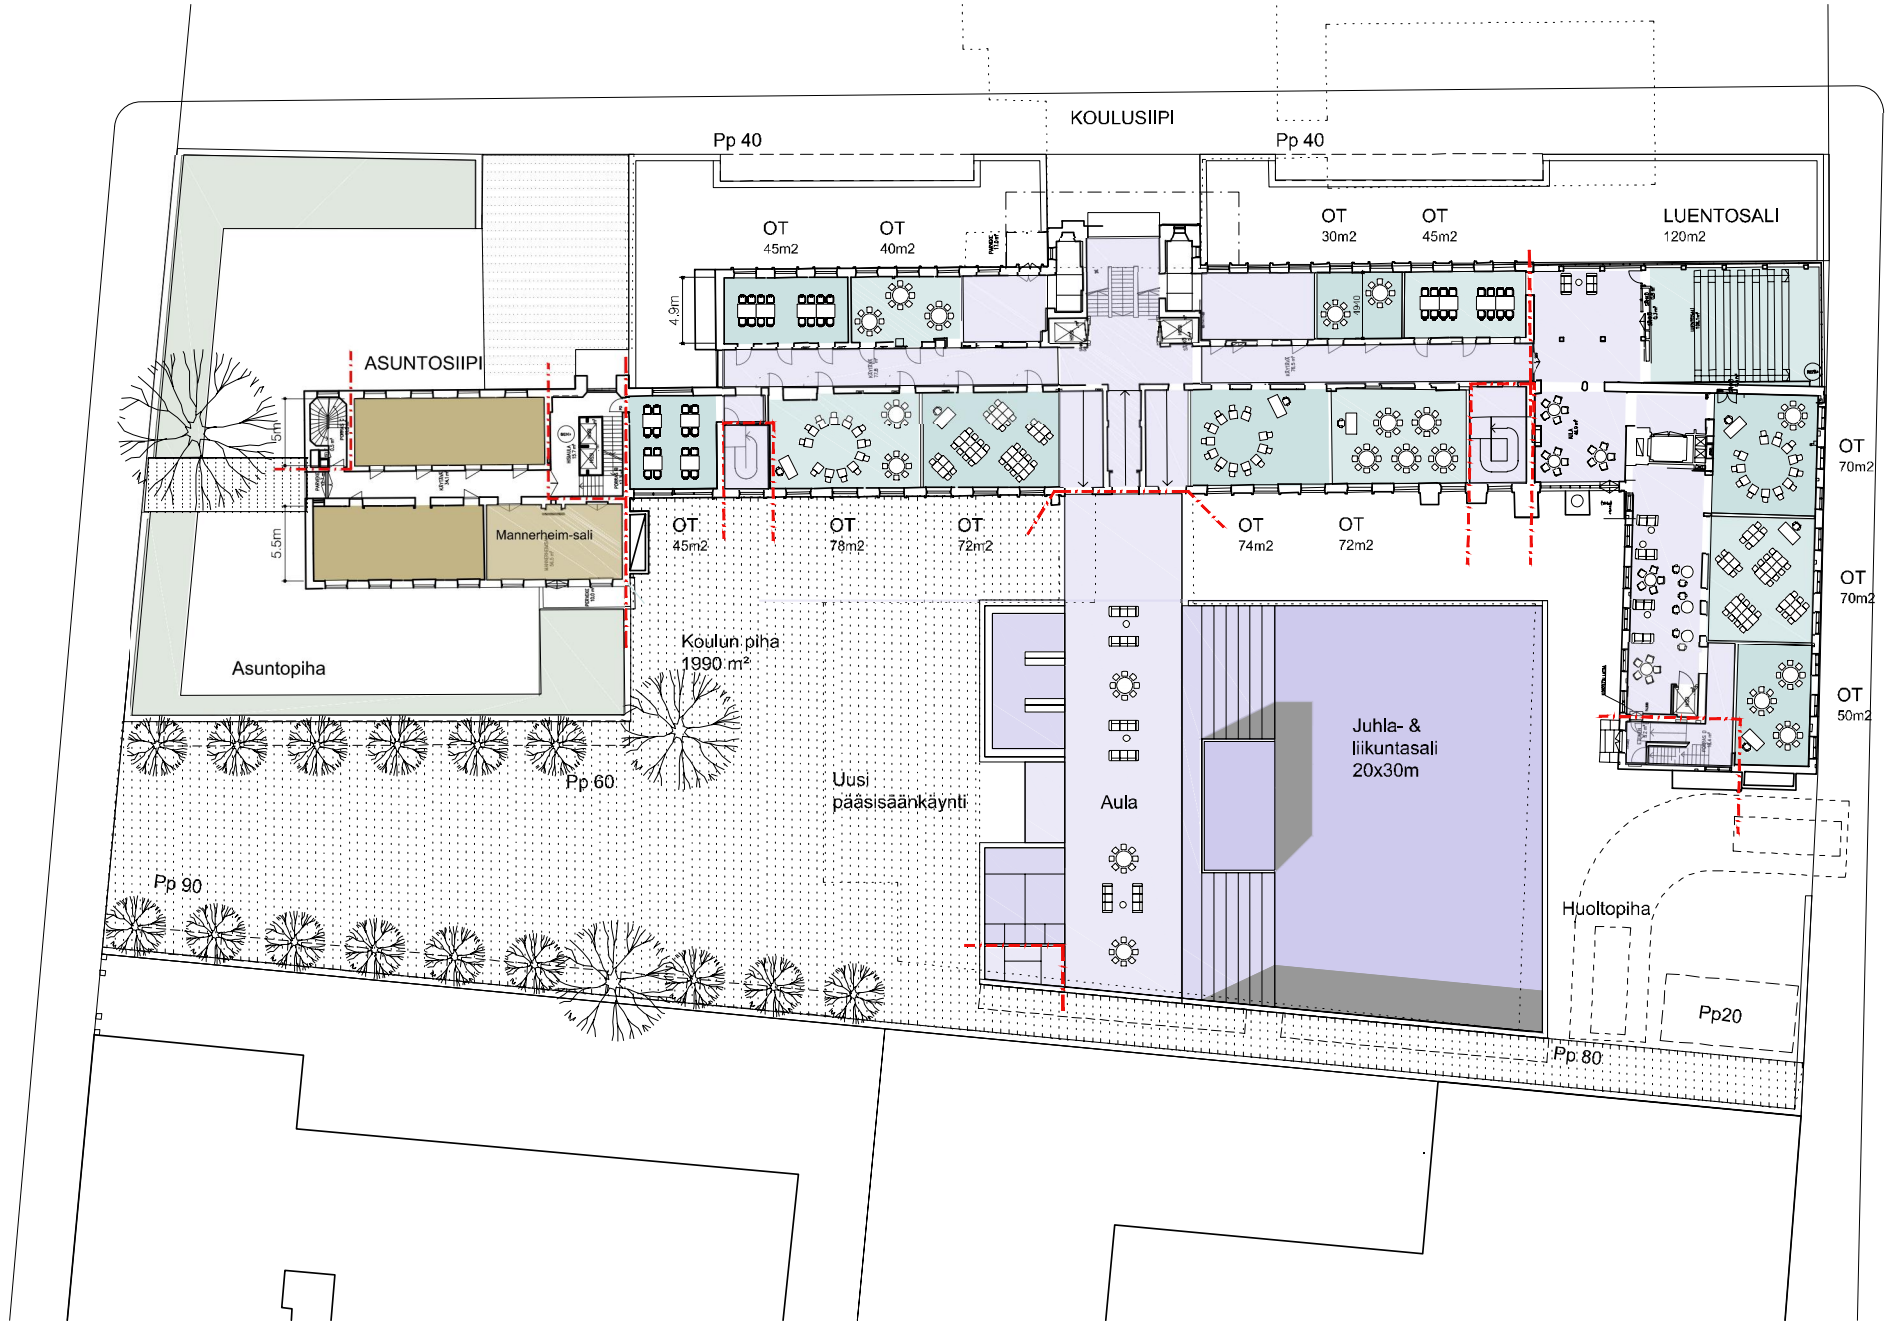 KOULUSIIPI
Pp 40
Pp 40
OT
45m2
OT
40m2
OT
30m2
OT
45m2
LUENTOSALI
120m2
4.9m
4940
ASUNTOSIIPI
5m
5.5m
Mannerheim-sali
OT
45m2
OT
78m2
OT
72m2
OT
74m2
OT
72m2
OT
70m2
OT
70m2
OT
50m2
Asuntopiha
Koulun piha
1990 m²
Pp 60
Uusi
pääsisäänkäynti
Aula
Juhla- &
liikuntasali
20x30m
Pp 90
Huoltopiha
Pp20
Pp 80